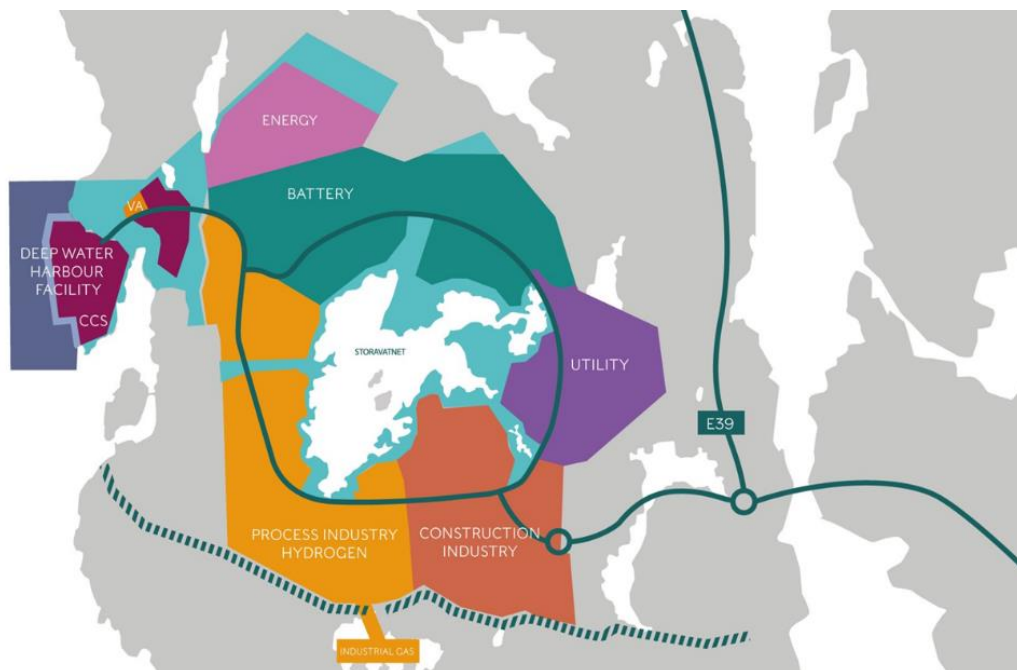 ENERGY
BATTERY
VA
DEEP WATER
HARBOUR
FACILITY
CCS
STORAVATNET
UTILITY
E39
PROCESS INDUSTRY
HYDROGEN
CONSTRUCTION
INDUSTRY
INDUSTRIAL GAS